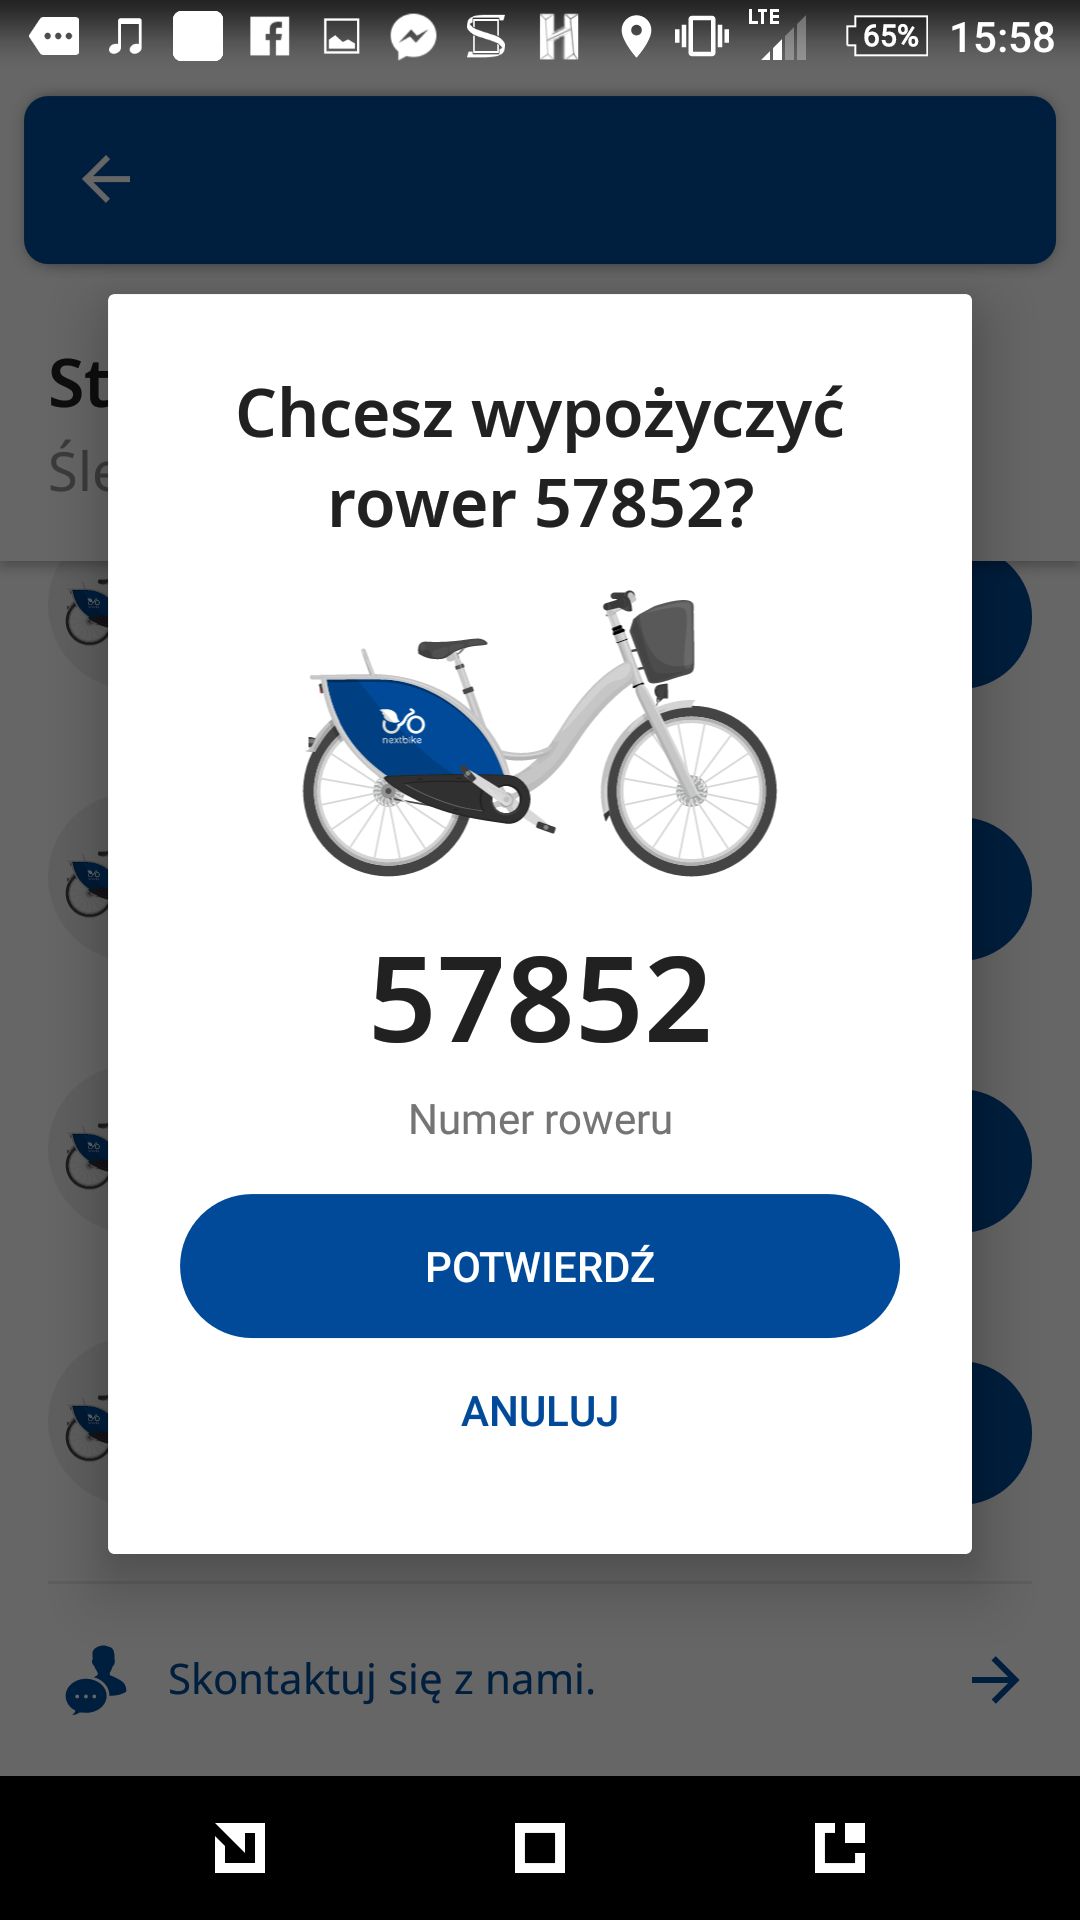 LTE 65% 15:58
St
Śle
Chcesz wypożyczyć
rower 57852?
nextbike
57852
Numer roweru
POTWIERDŹ
ANULUJ
Skontaktuj się z nami.